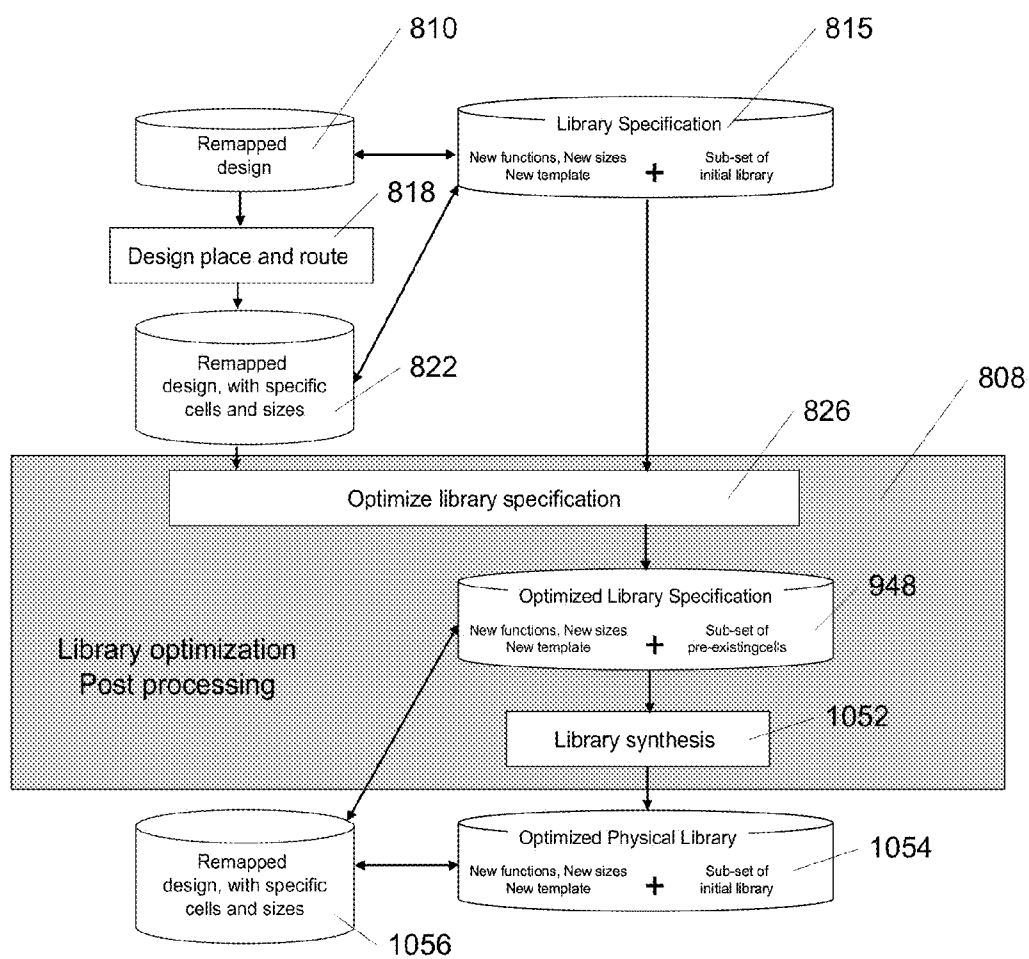 810
815
Remapped
design
Library Specification
New functions, New sizes
New template
+
Sub-set of
initial library
818
Design place and route
Remapped
design, with specific
cells and sizes
822
808
826
Optimize library specification
Optimized Library Specification
948
New functions, New sizes
New template
+
Sub-set of
pre-existingcells
Library optimization
Post processing
1052
Library synthesis
Optimized Physical Library
1054
New functions, New sizes
New template
+
Sub-set of
initial library
Remapped
design, with specific
cells and sizes
1056